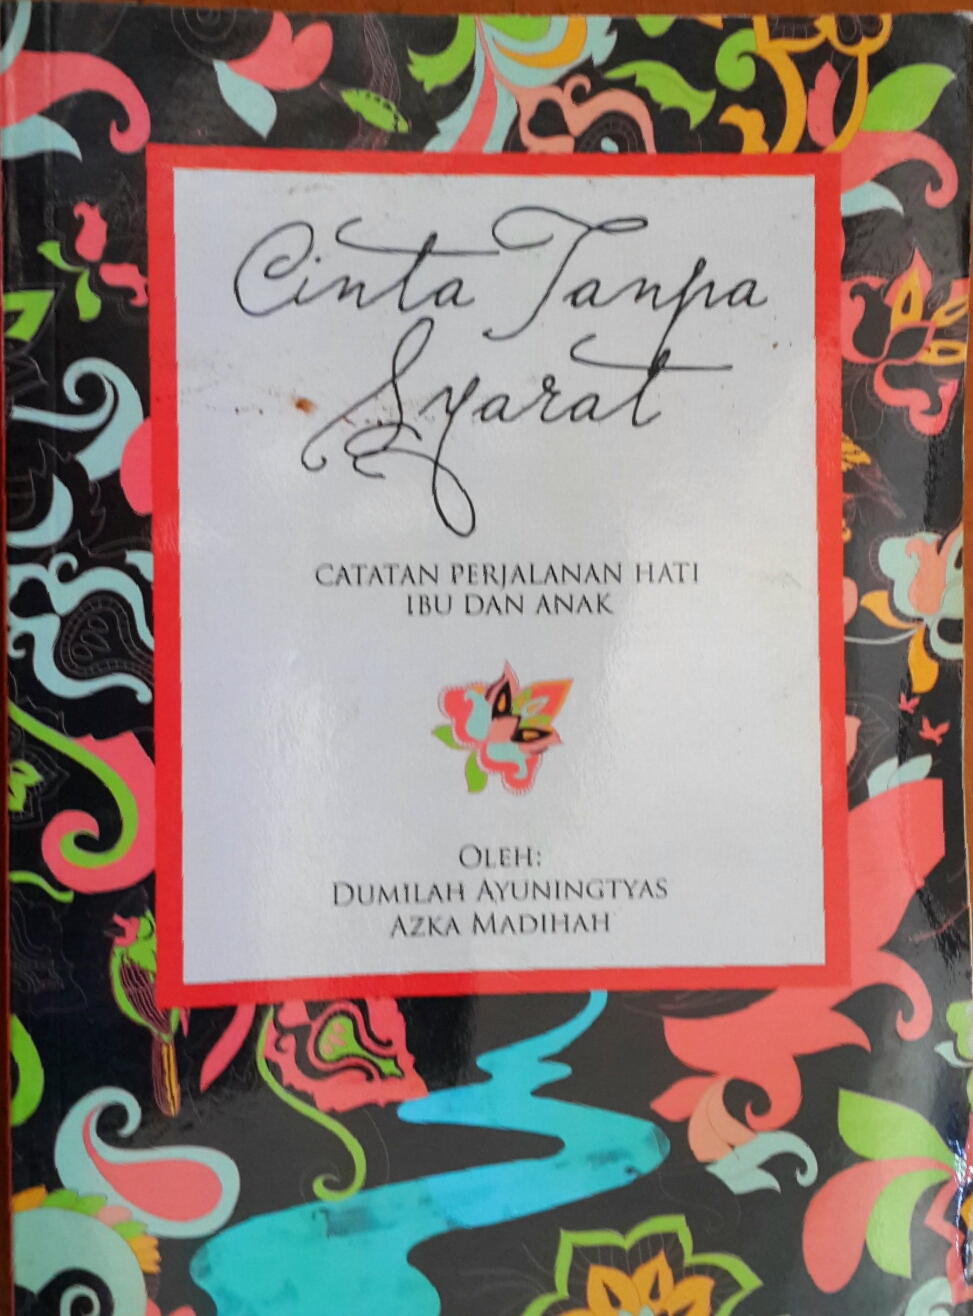 Cinta Tanpa
Syarat
CATATAN PERJALANAN HATI
IBU DAN ANAK
OLEH:
DUMILAH AYUNINGTYAS
AZKA MADIHAH